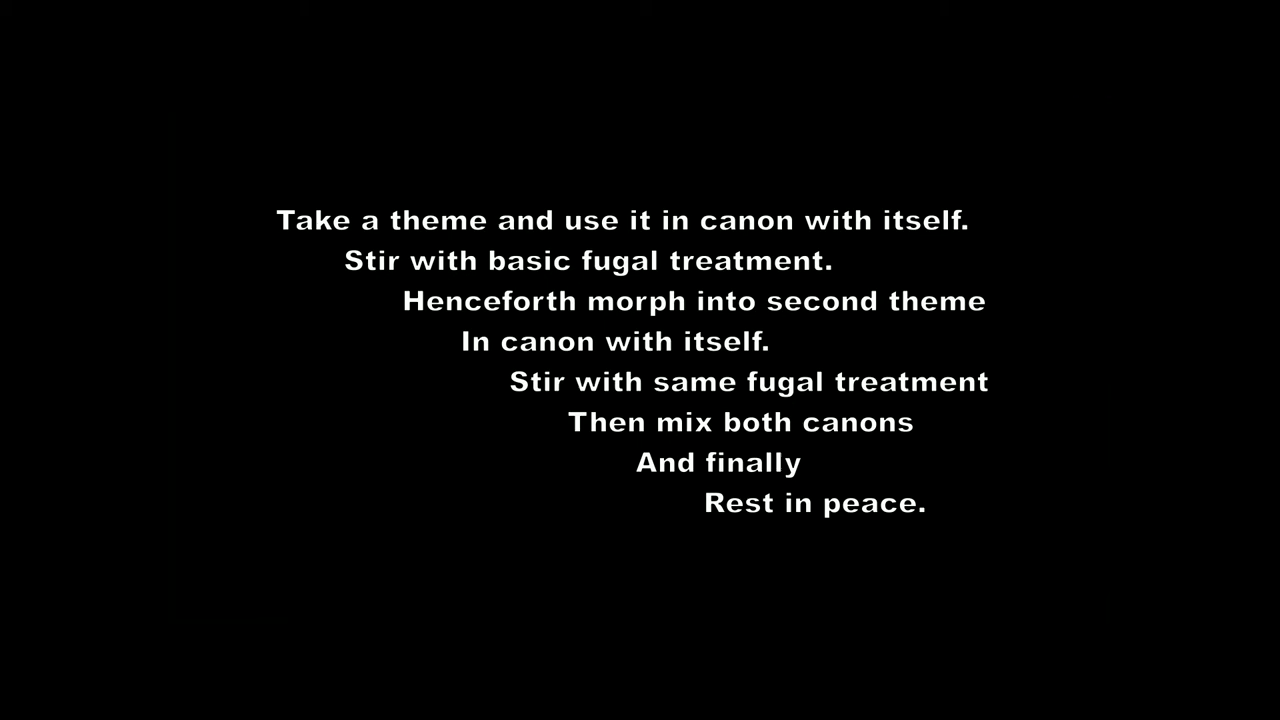 Take a theme and use it in canon with itself.
Stir with basic fugal treatment.
Henceforth morph into second theme
In canon with itself.
Stir with same fugal treatment
Then mix both canons
And finally
Rest in peace.